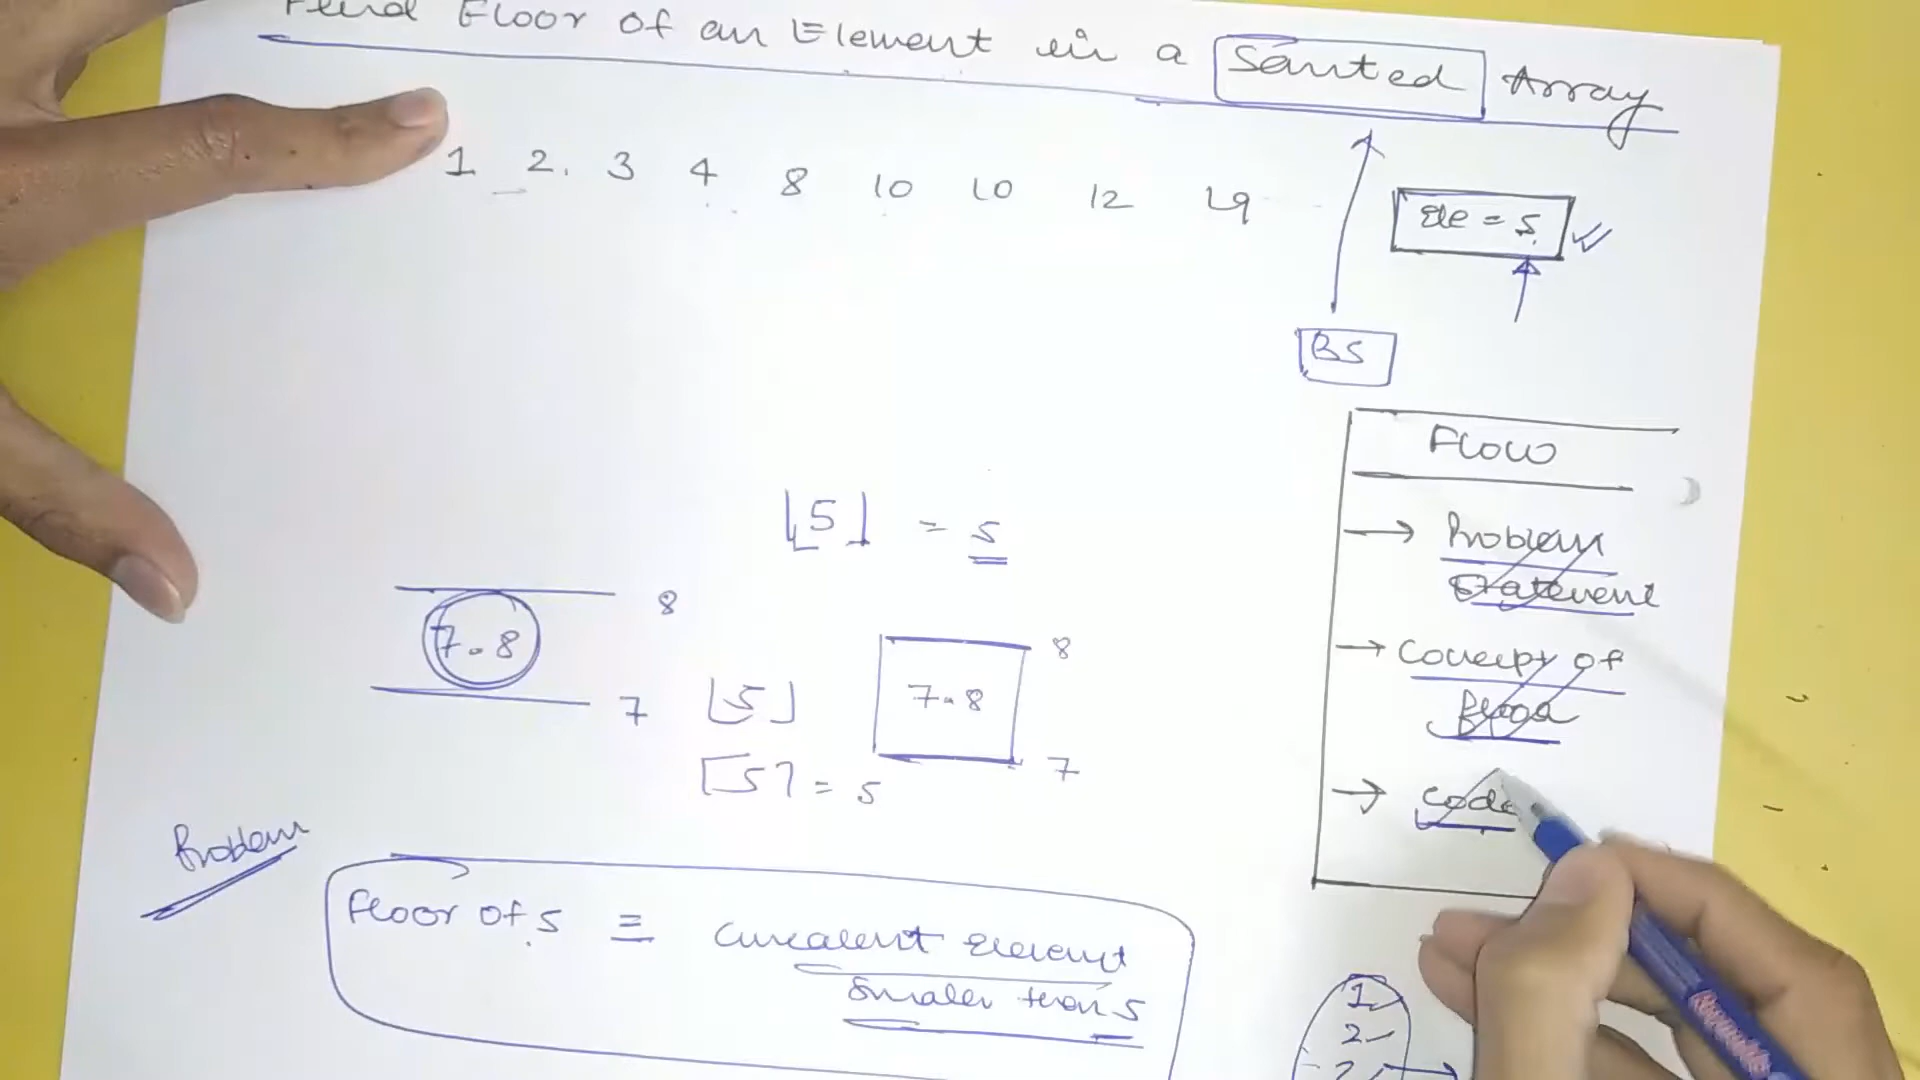 Find Floor of an Element in a Sorted Array
1 2. 3 4 8 10 10 12 19
ele = 5
BS
Flow
→ Problem
Statement
→ Concept of
→ Code
⌊5⌋ = 5
8
7.8
7
⌊5⌋
⌈5⌉ = 5
8
7.8
7
Problem
Floor of 5 = Greatest Element
Smaller than 5
1
2